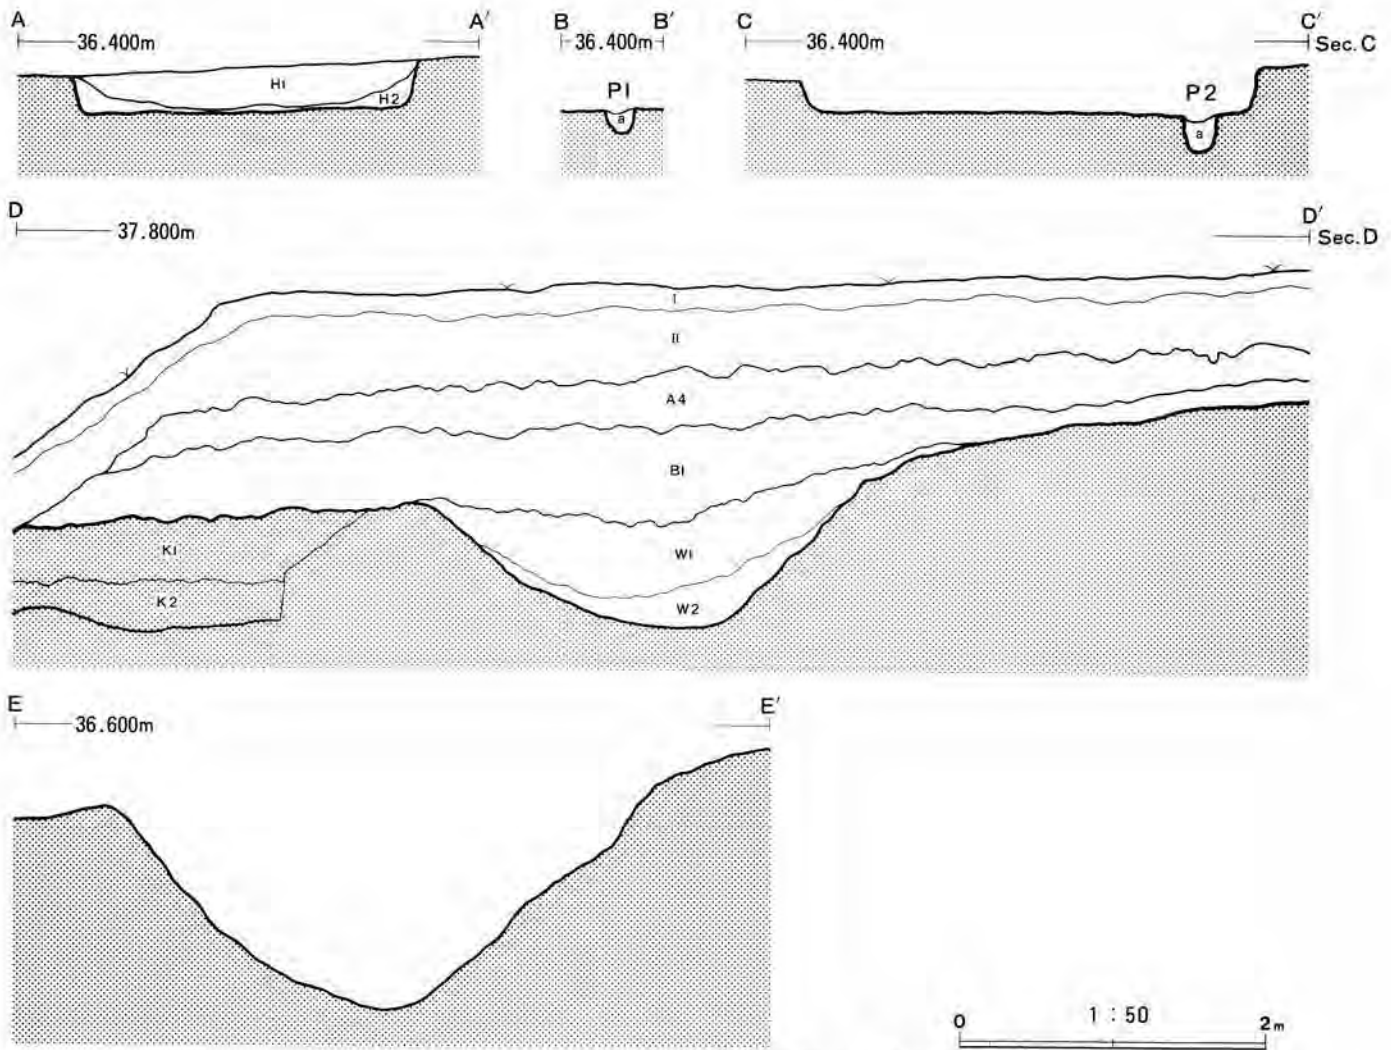 A A′ B B′ C C′
36.400m 36.400m 36.400m Sec.C
H1 P1 P2
H2 a a
D D′
37.800m Sec.D
I
II
A4
B1
K1 W1
K2 W2
E E′
36.600m
0 1 : 50 2m